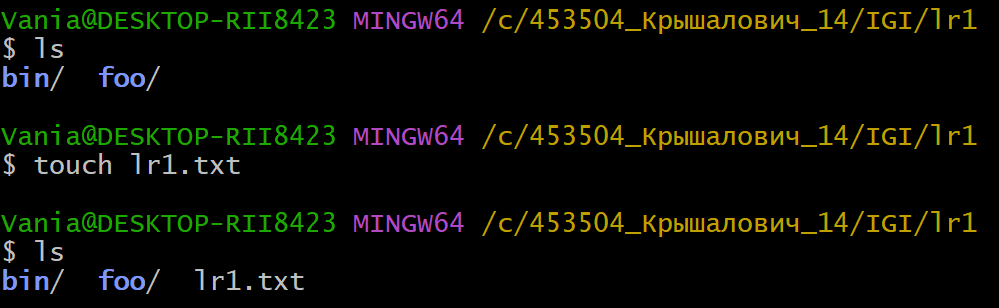 Vania@DESKTOP-RII8423 MINGW64 /c/453504_Крышалович_14/IGI/lr1
$ ls
bin/  foo/
Vania@DESKTOP-RII8423 MINGW64 /c/453504_Крышалович_14/IGI/lr1
$ touch lr1.txt
Vania@DESKTOP-RII8423 MINGW64 /c/453504_Крышалович_14/IGI/lr1
$ ls
bin/  foo/  lr1.txt